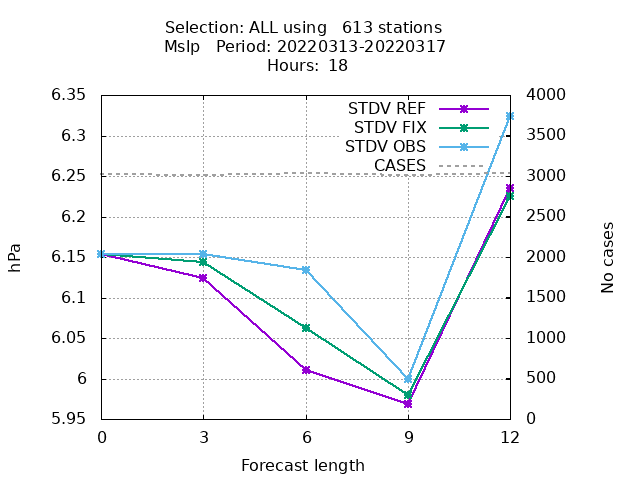 Selection: ALL using   613 stations
Mslp   Period: 20220313-20220317
Hours: 18
STDV REF
STDV FIX
STDV OBS
CASES
6.35
6.3
6.25
6.2
6.15
6.1
6.05
6
5.95
4000
3500
3000
2500
2000
1500
1000
500
0
hPa
No cases
0 3 6 9 12
Forecast length